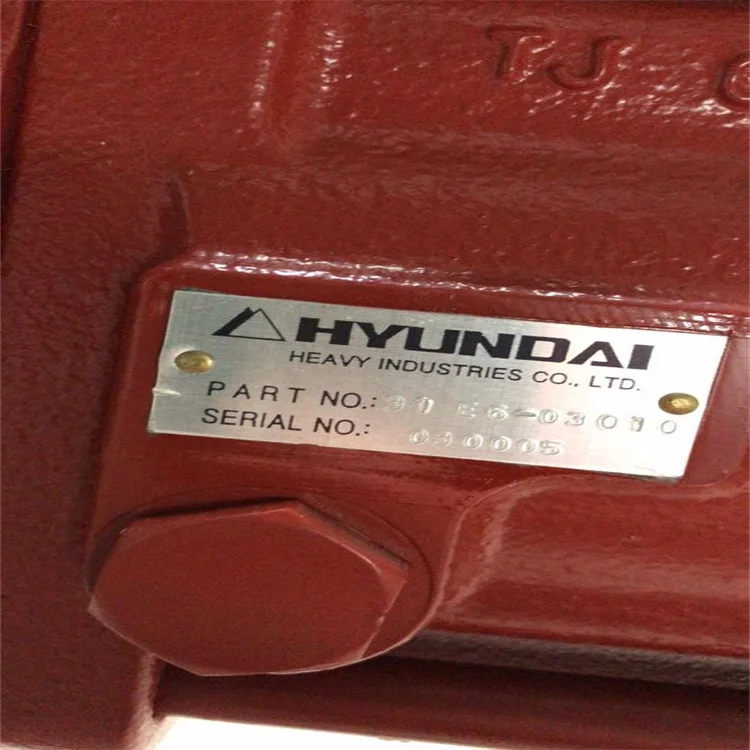 TJ
HYUNDAI
HEAVY INDUSTRIES CO., LTD.
PART NO.: 31 E6-03010
SERIAL NO.: 030005